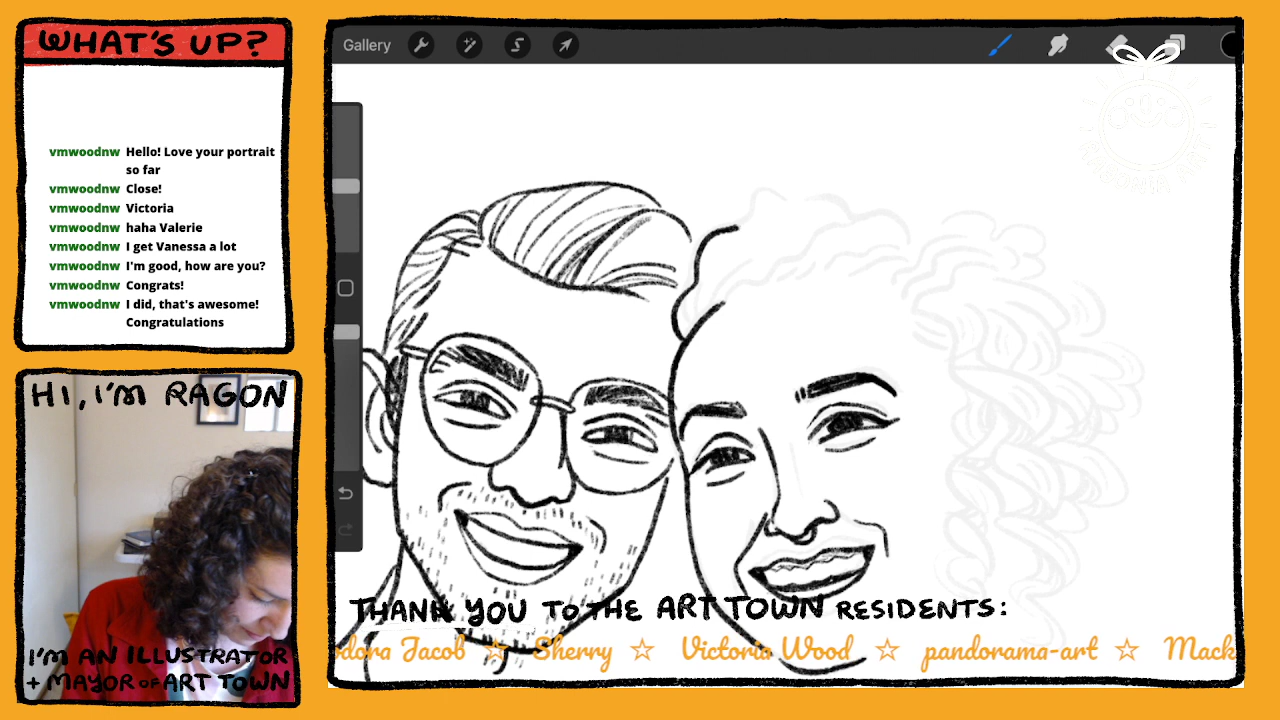 WHAT'S UP?
vmwoodnw Hello! Love your portrait
so far
vmwoodnw Close!
vmwoodnw Victoria
vmwoodnw haha Valerie
vmwoodnw I get Vanessa a lot
vmwoodnw I'm good, how are you?
vmwoodnw Congrats!
vmwoodnw I did, that's awesome!
Congratulations
HI, I'M RAGON
I'M AN ILLUSTRATOR
+ MAYOR OF ART TOWN
Gallery
THANK YOU TO THE ART TOWN RESIDENTS:
dora Jacob ☆ Sherry ☆ Victoria Wood ☆ pandorama-art ☆ Mack